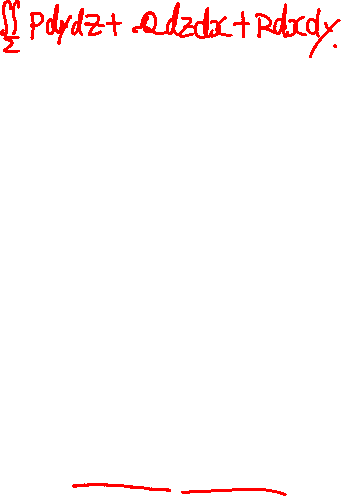 ∬_Σ Pdydz + Qdzdx + Rdxdy.